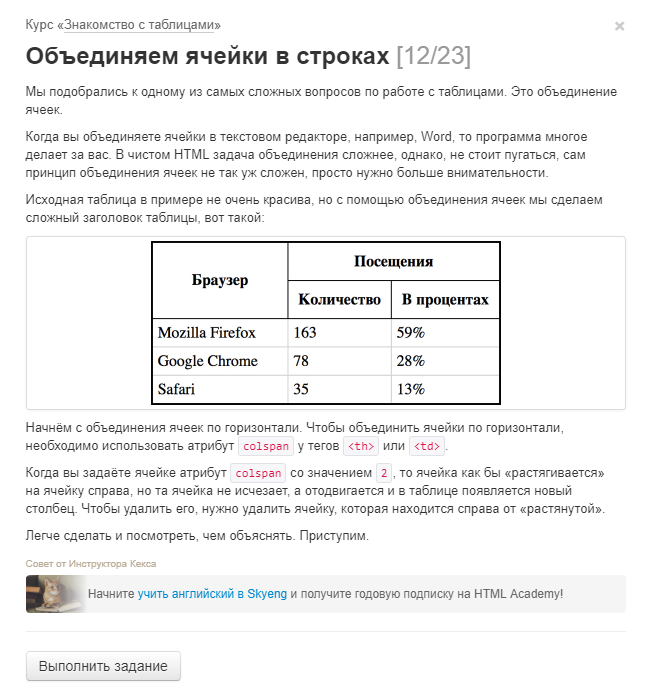 Курс «Знакомство с таблицами»
×
Объединяем ячейки в строках [12/23]
Мы подобрались к одному из самых сложных вопросов по работе с таблицами. Это объединение
ячеек.
Когда вы объединяете ячейки в текстовом редакторе, например, Word, то программа многое
делает за вас. В чистом HTML задача объединения сложнее, однако, не стоит пугаться, сам
принцип объединения ячеек не так уж сложен, просто нужно больше внимательности.
Исходная таблица в примере не очень красива, но с помощью объединения ячеек мы сделаем
сложный заголовок таблицы, вот такой:
Браузер Посещения
Количество В процентах
Mozilla Firefox 163 59%
Google Chrome 78 28%
Safari 35 13%
Начнём с объединения ячеек по горизонтали. Чтобы объединить ячейки по горизонтали,
необходимо использовать атрибут colspan у тегов <th> или <td>.
Когда вы задаёте ячейке атрибут colspan со значением 2, то ячейка как бы «растягивается»
на ячейку справа, но та ячейка не исчезает, а отодвигается и в таблице появляется новый
столбец. Чтобы удалить его, нужно удалить ячейку, которая находится справа от «растянутой».
Легче сделать и посмотреть, чем объяснять. Приступим.
Совет от Инструктора Кекса
Начните учить английский в Skyeng и получите годовую подписку на HTML Academy!
Выполнить задание